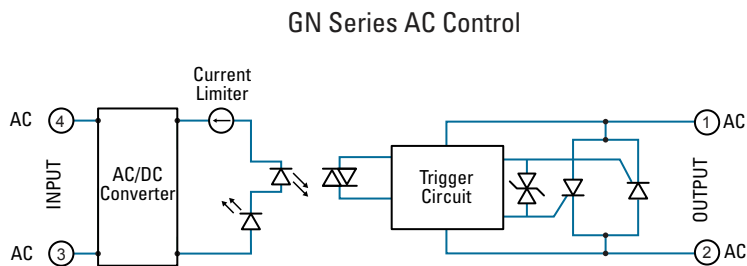 GN Series AC Control
Current
Limiter
AC 4
AC/DC
Converter
INPUT
AC 3
Trigger
Circuit
1 AC
OUTPUT
2 AC